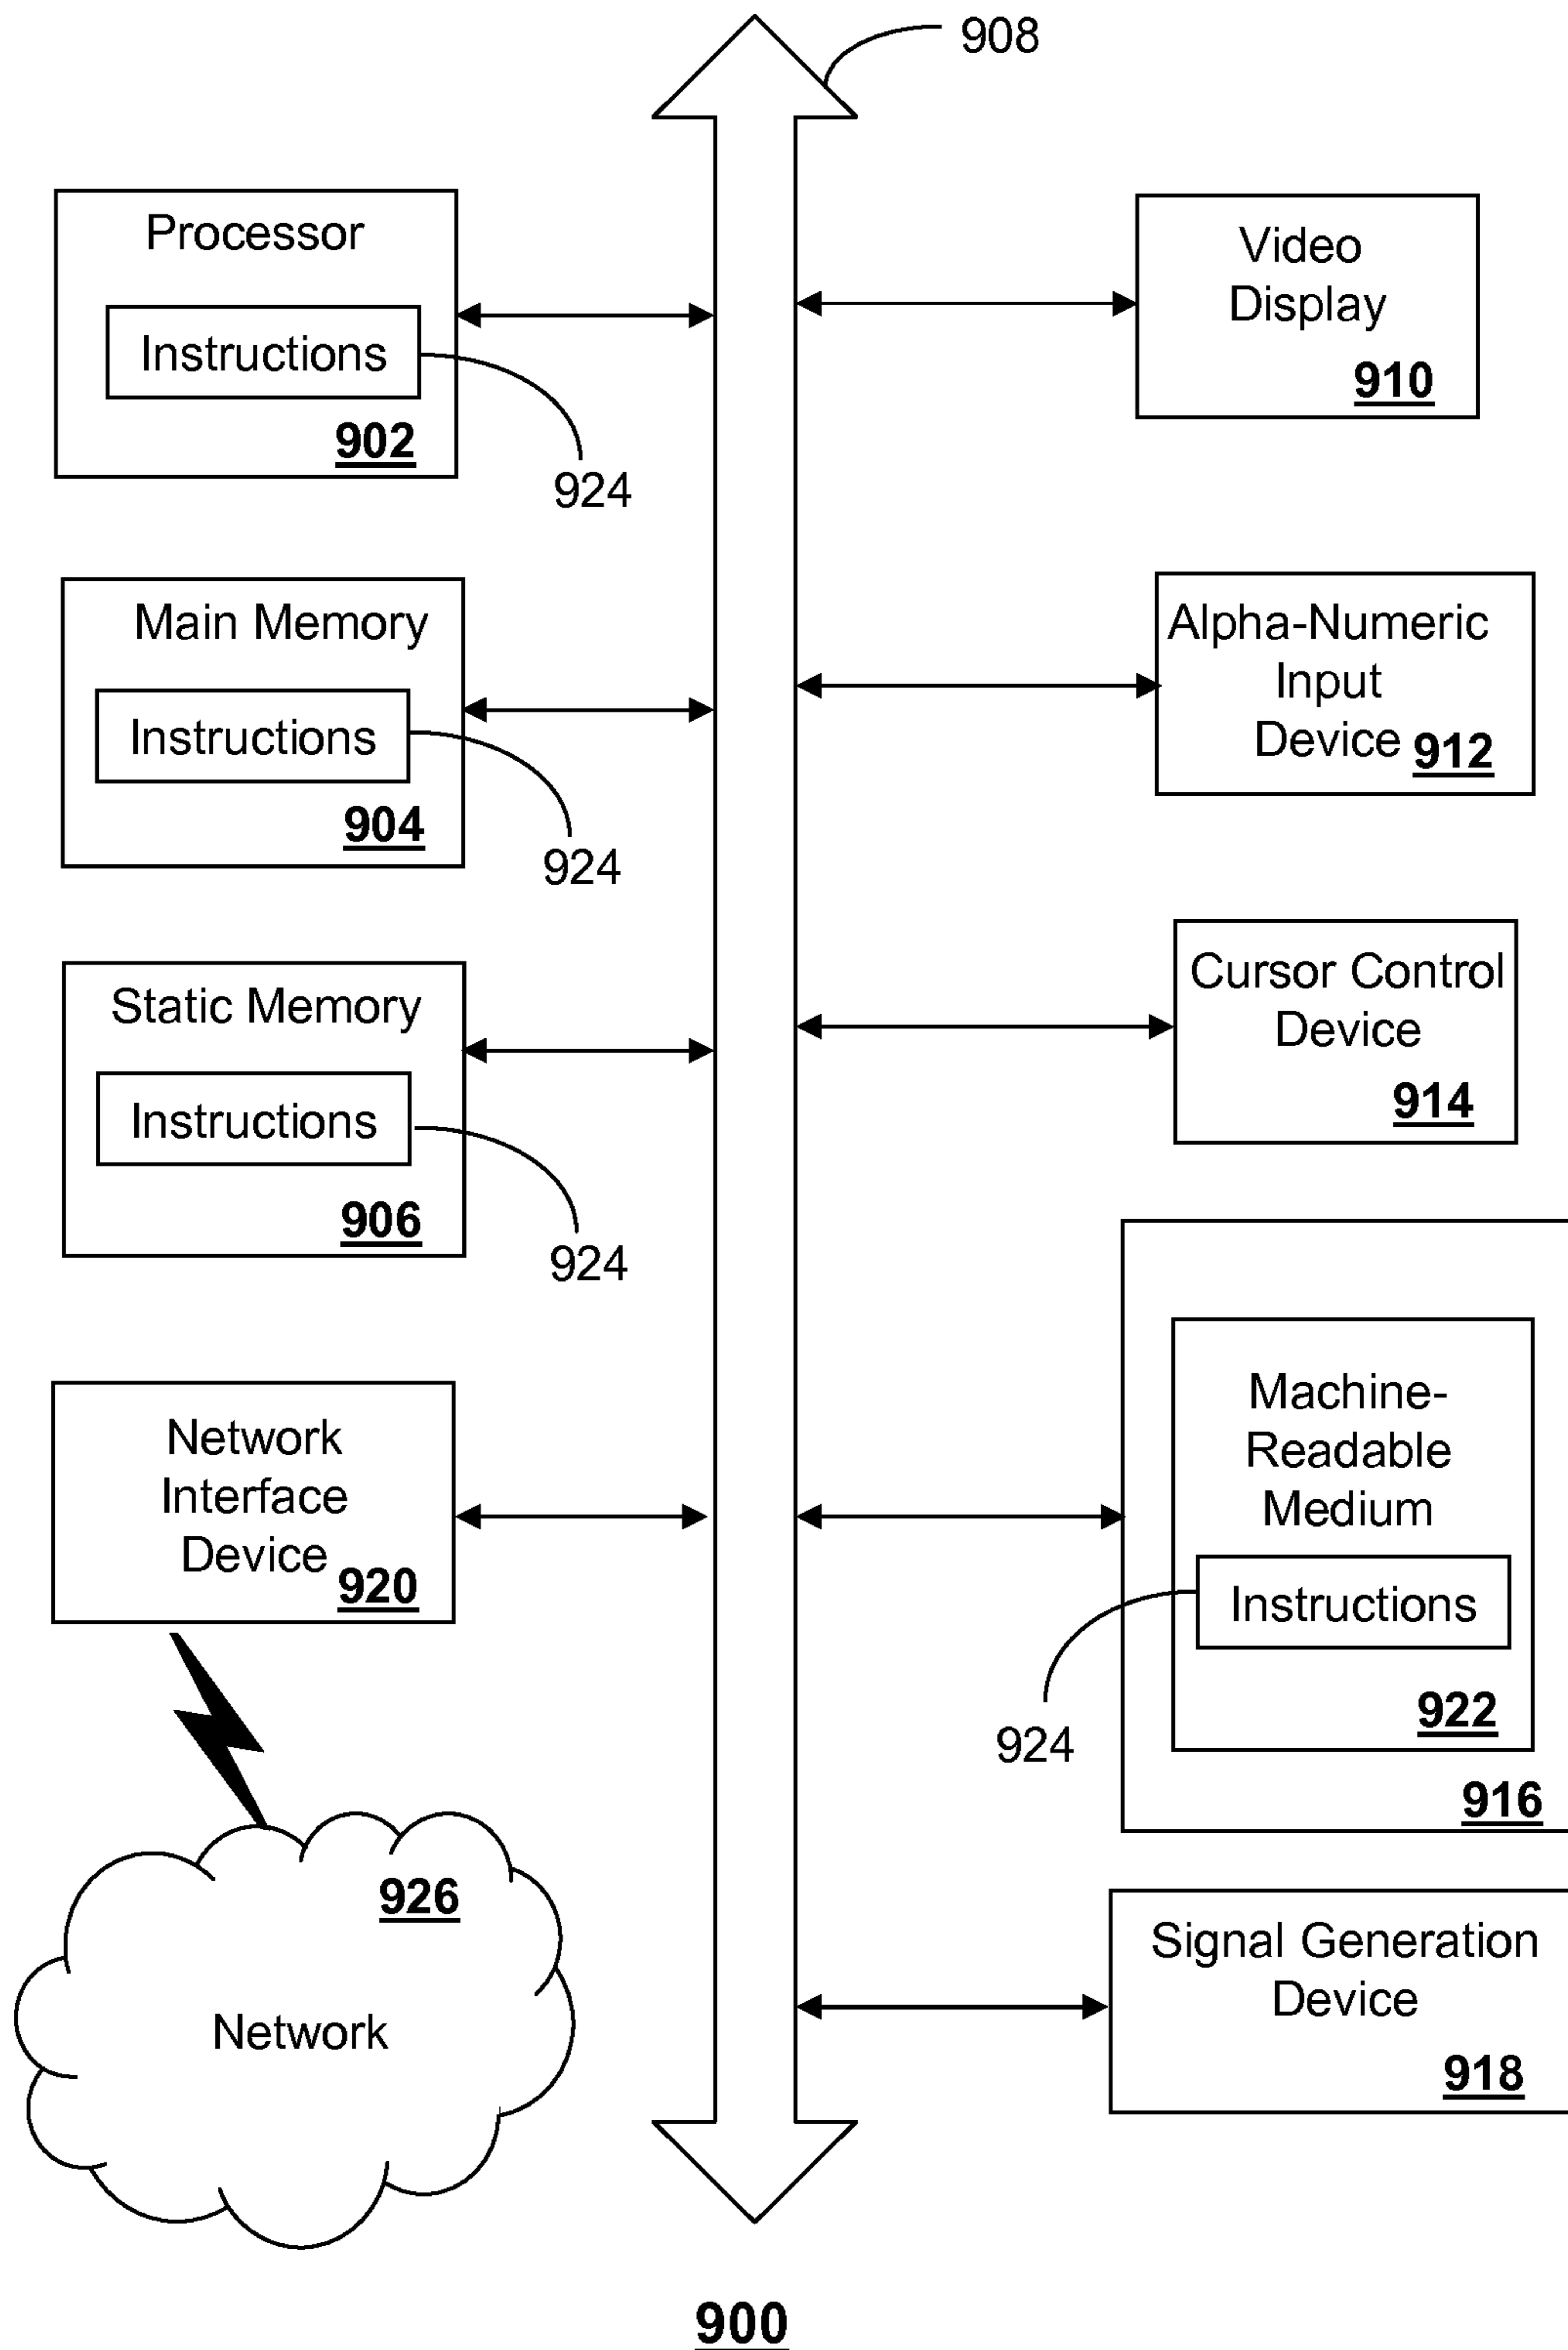 908
Processor
Instructions
902
924
Main Memory
Instructions
904
924
Static Memory
Instructions
906
924
Network
Interface
Device
920
926
Network
Video
Display
910
Alpha-Numeric
Input
Device
912
Cursor Control
Device
914
Machine-
Readable
Medium
Instructions
922
924
916
Signal Generation
Device
918
900